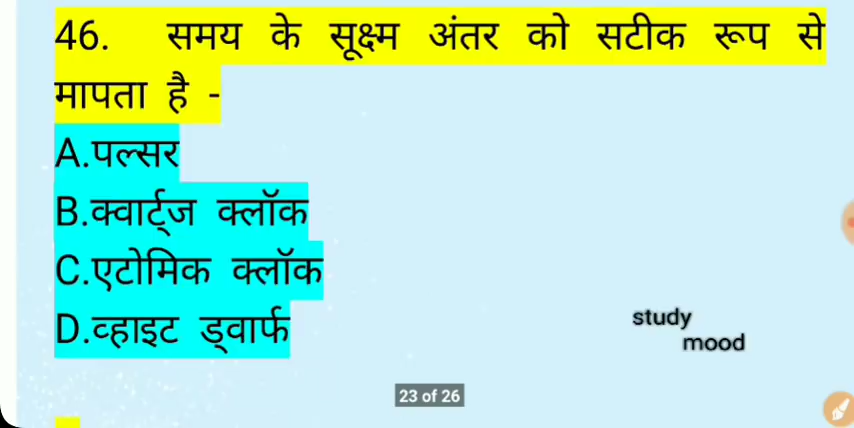 46. समय के सूक्ष्म अंतर को सटीक रूप से
मापता है -
A.पल्सर
B.क्वार्ट्ज क्लॉक
C.एटोमिक क्लॉक
D.व्हाइट ड्वार्फ
study
mood
23 of 26